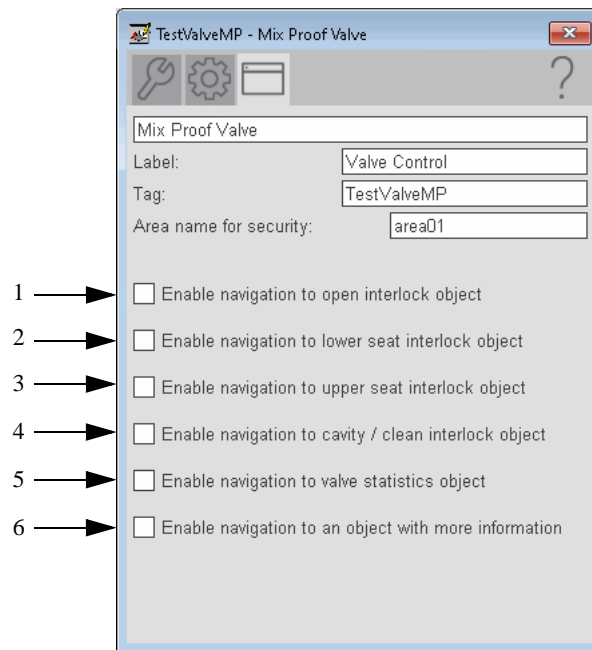 TestValveMP - Mix Proof Valve
?
Mix Proof Valve
Label: Valve Control
Tag: TestValveMP
Area name for security: area01
1 Enable navigation to open interlock object
2 Enable navigation to lower seat interlock object
3 Enable navigation to upper seat interlock object
4 Enable navigation to cavity / clean interlock object
5 Enable navigation to valve statistics object
6 Enable navigation to an object with more information